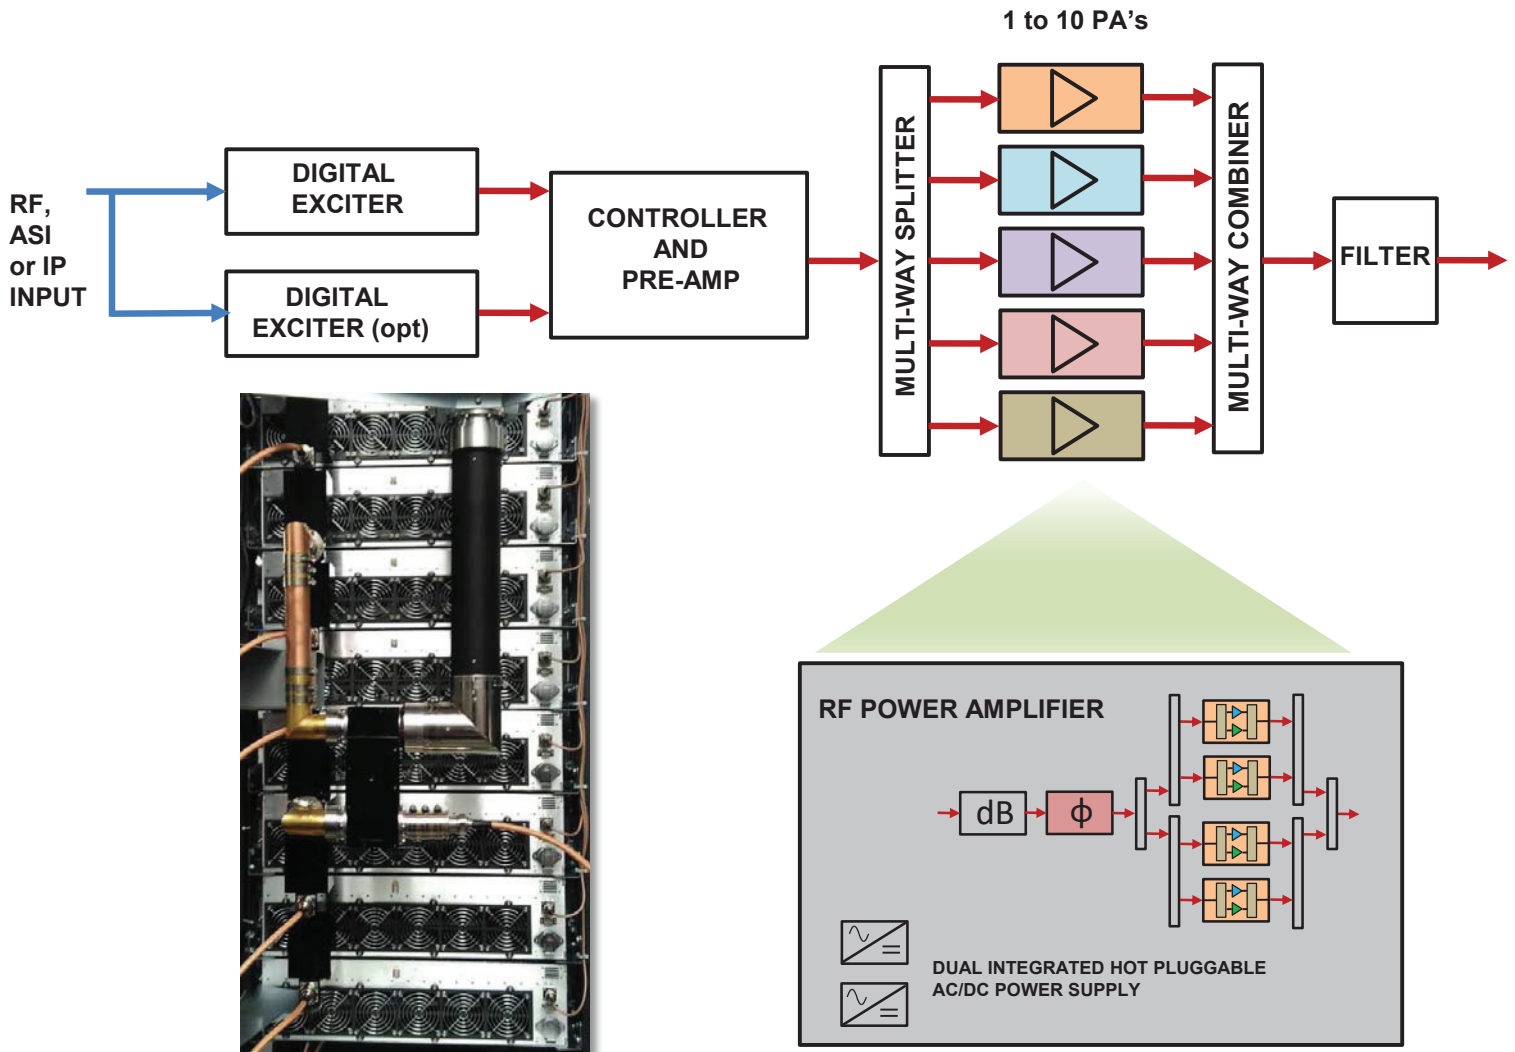 1 to 10 PA's
RF,
ASI
or IP
INPUT
DIGITAL
EXCITER
DIGITAL
EXCITER (opt)
CONTROLLER
AND
PRE-AMP
MULTI-WAY SPLITTER
MULTI-WAY COMBINER
FILTER
RF POWER AMPLIFIER
dB
ϕ
DUAL INTEGRATED HOT PLUGGABLE
AC/DC POWER SUPPLY